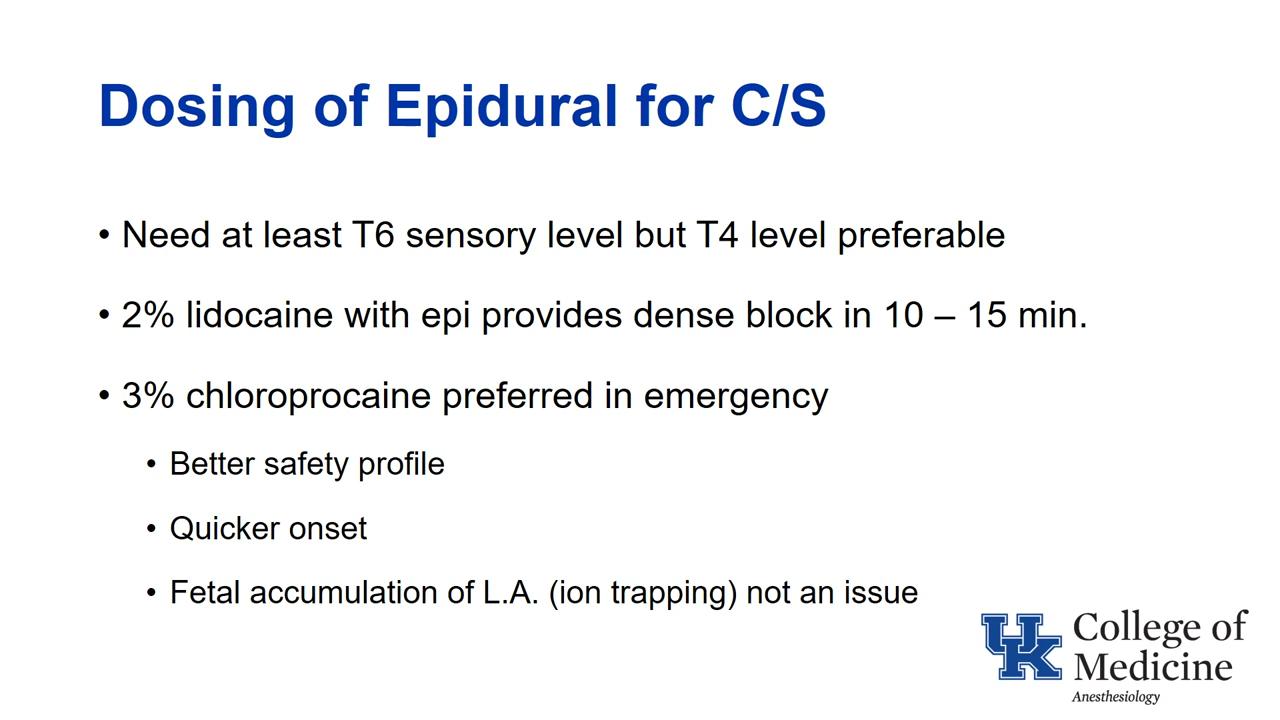 Dosing of Epidural for C/S
• Need at least T6 sensory level but T4 level preferable
• 2% lidocaine with epi provides dense block in 10 – 15 min.
• 3% chloroprocaine preferred in emergency
• Better safety profile
• Quicker onset
• Fetal accumulation of L.A. (ion trapping) not an issue
UK
College of
Medicine
Anesthesiology